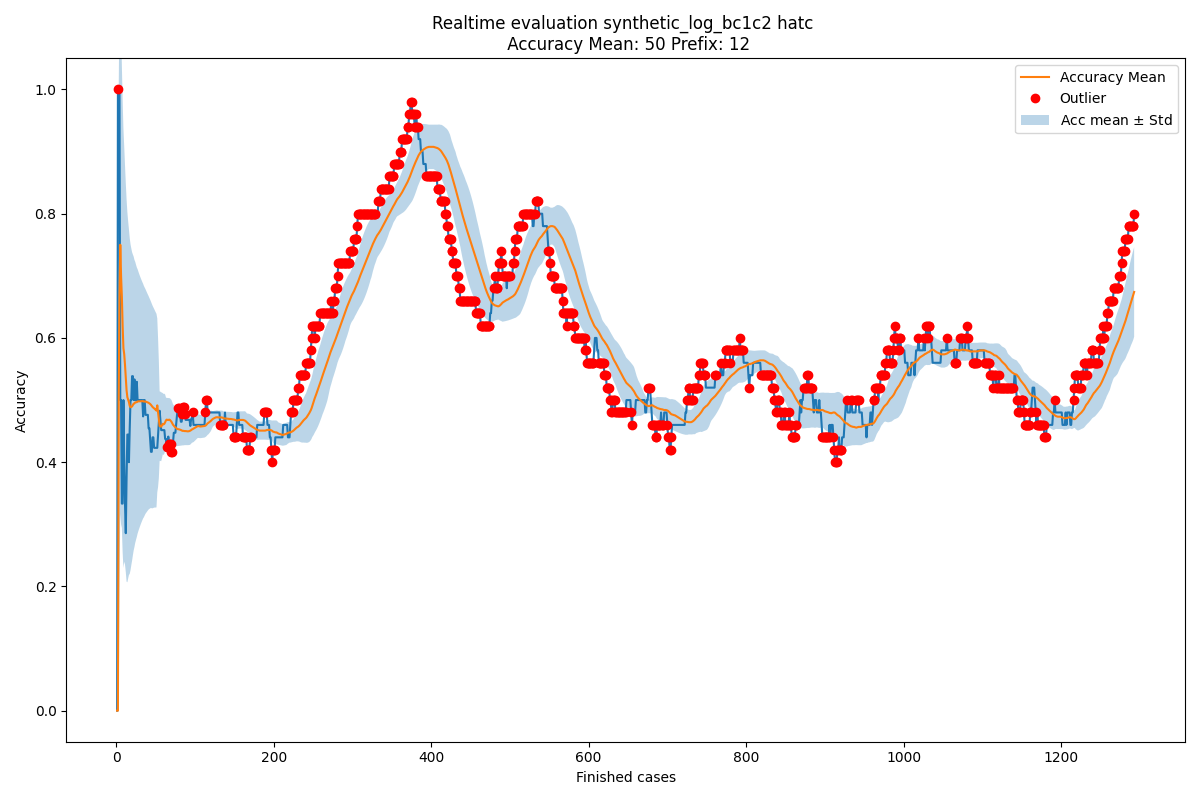 Realtime evaluation synthetic_log_bc1c2 hatc
Accuracy Mean: 50 Prefix: 12
Accuracy Mean
Outlier
Acc mean ± Std
Accuracy
1.0
0.8
0.6
0.4
0.2
0.0
0
200
400
600
800
1000
1200
Finished cases